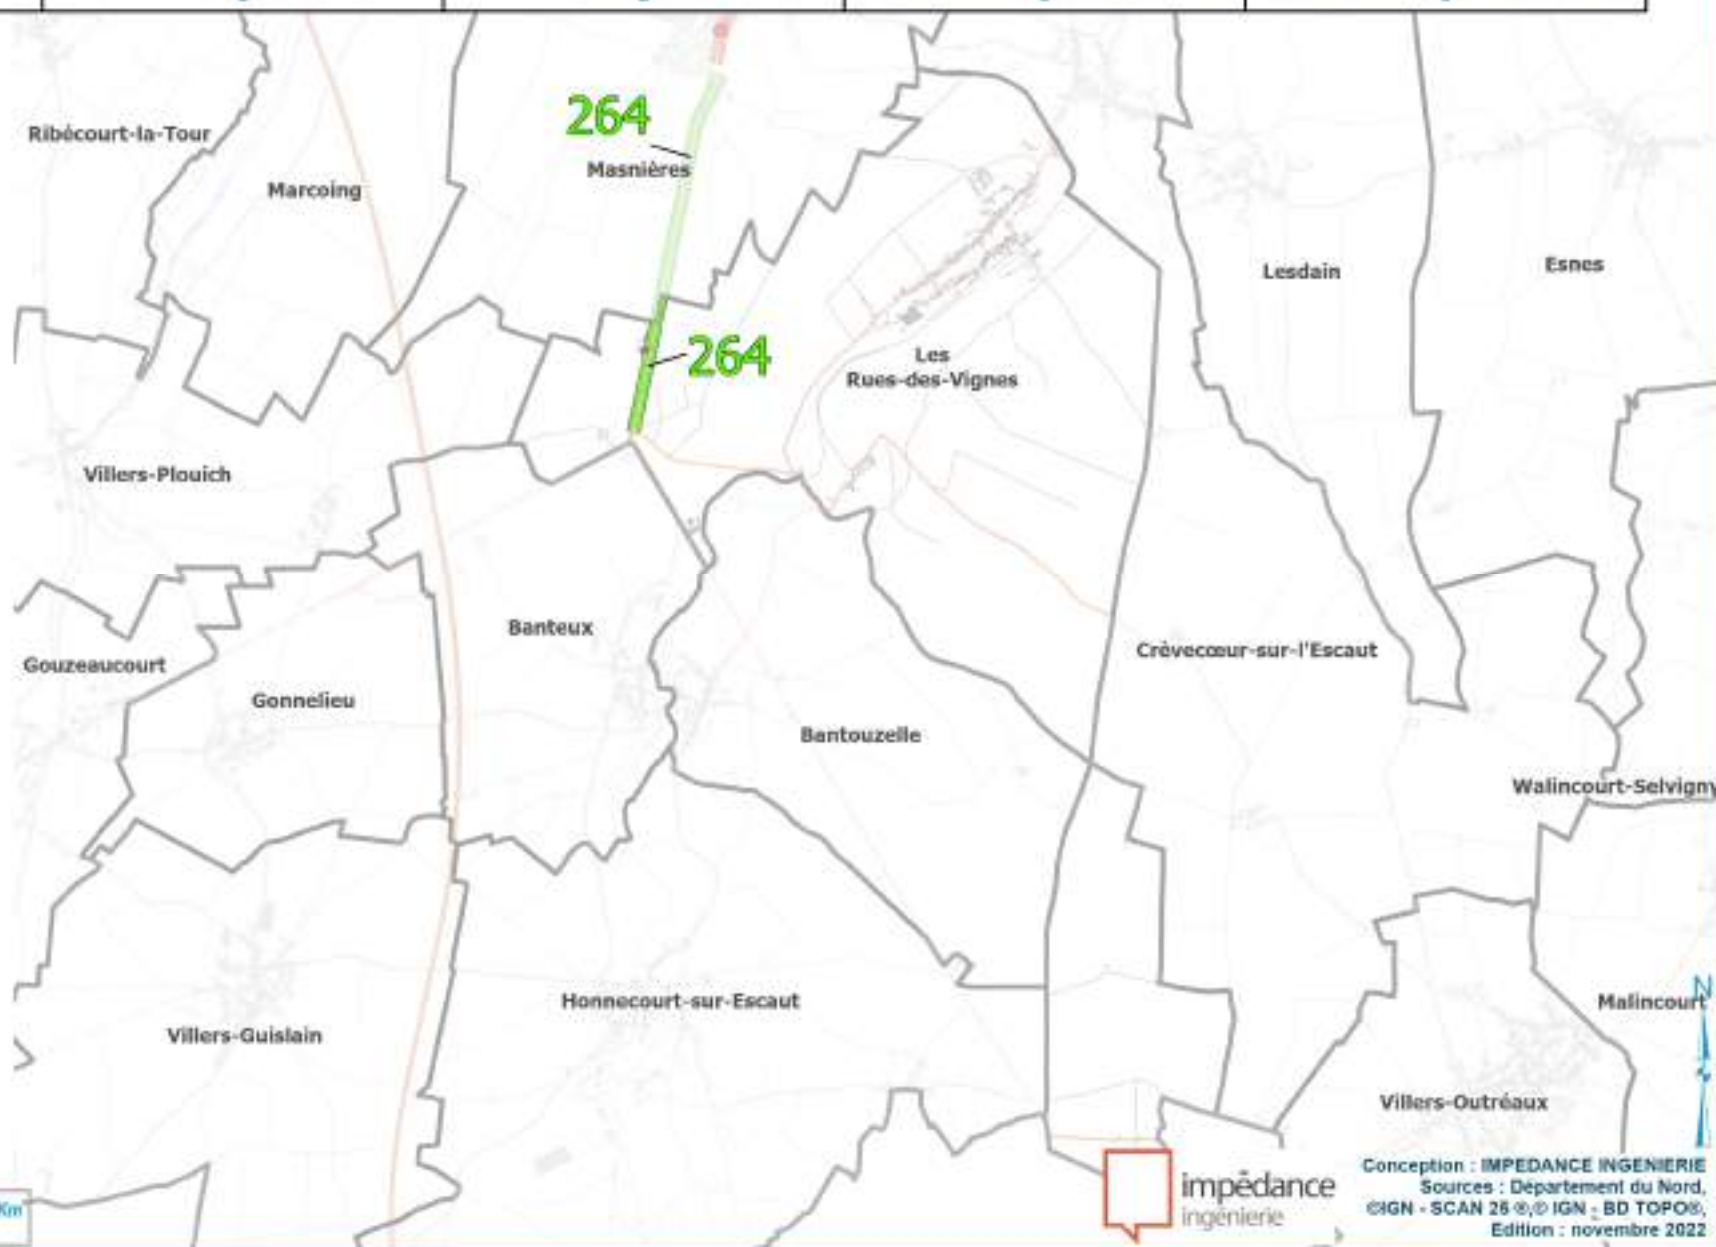 264
Ribécourt-la-Tour
Masnières
Marcoing
Lesdain
Esnes
264
Les
Rues-des-Vignes
Villers-Plouich
Banteux
Crèvecœur-sur-l'Escaut
Gouzeaucourt
Gonnelieu
Bantouzelle
Walincourt-Selvigny
N
Honnecourt-sur-Escaut
Malincourt
Villers-Guislain
Villers-Outréaux
Conception : IMPEDANCE INGENIERIE
impédance
Sources : Département du Nord,
Km
©IGN - SCAN 25 ®,© IGN - BD TOPO®,
ingénierie
Edition : novembre 2022